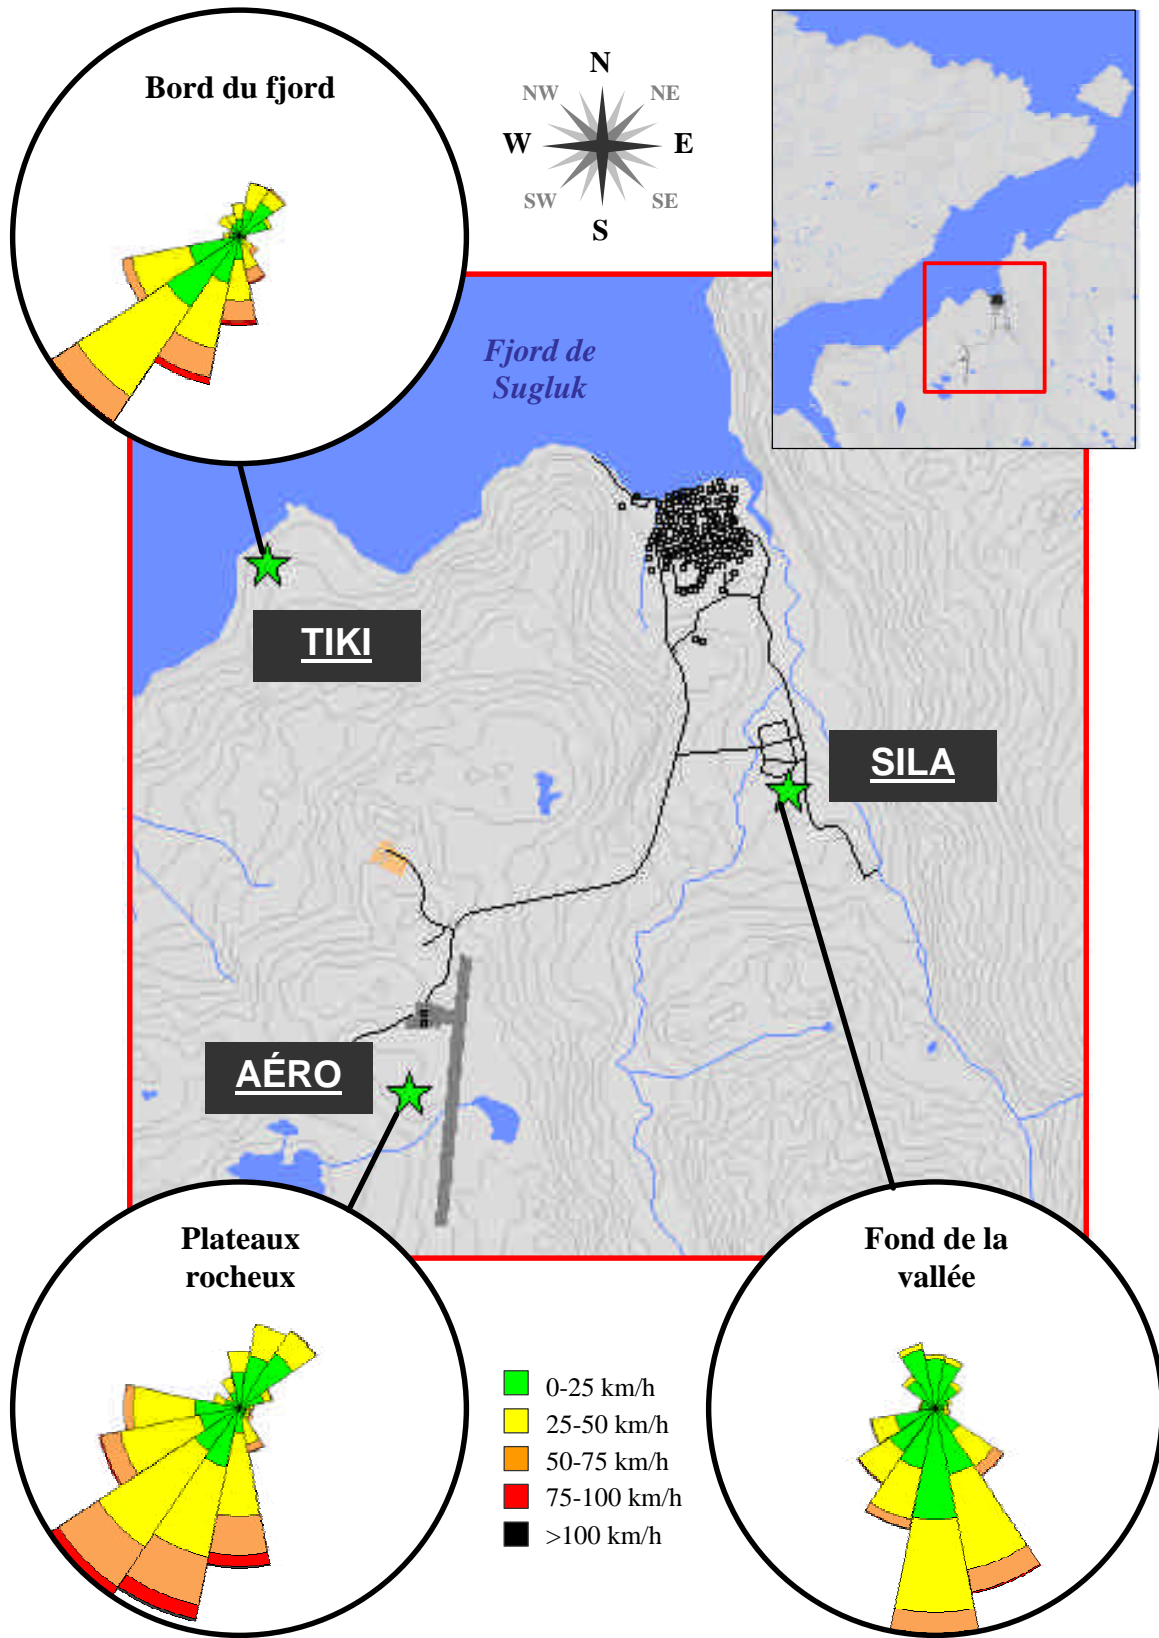 Bord du fjord
N
NW
NE
W
E
SW
SE
S
Fjord de
Sugluk
TIKI
SILA
AÉRO
Plateaux
rocheux
Fond de la
vallée
0-25 km/h
25-50 km/h
50-75 km/h
75-100 km/h
>100 km/h